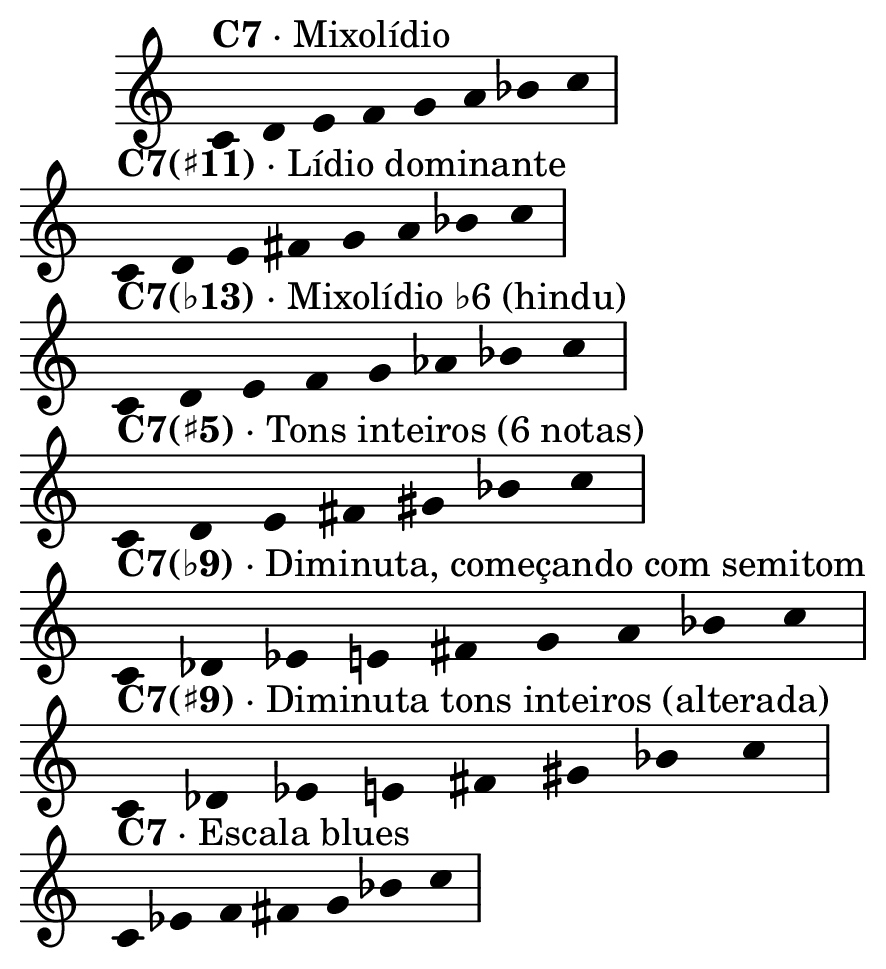 C7 · Mixolídio
C7(♯11) · Lídio dominante
C7(♭13) · Mixolídio ♭6 (hindu)
C7(♯5) · Tons inteiros (6 notas)
C7(♭9) · Diminuta, começando com semitom
C7(♯9) · Diminuta tons inteiros (alterada)
C7 · Escala blues